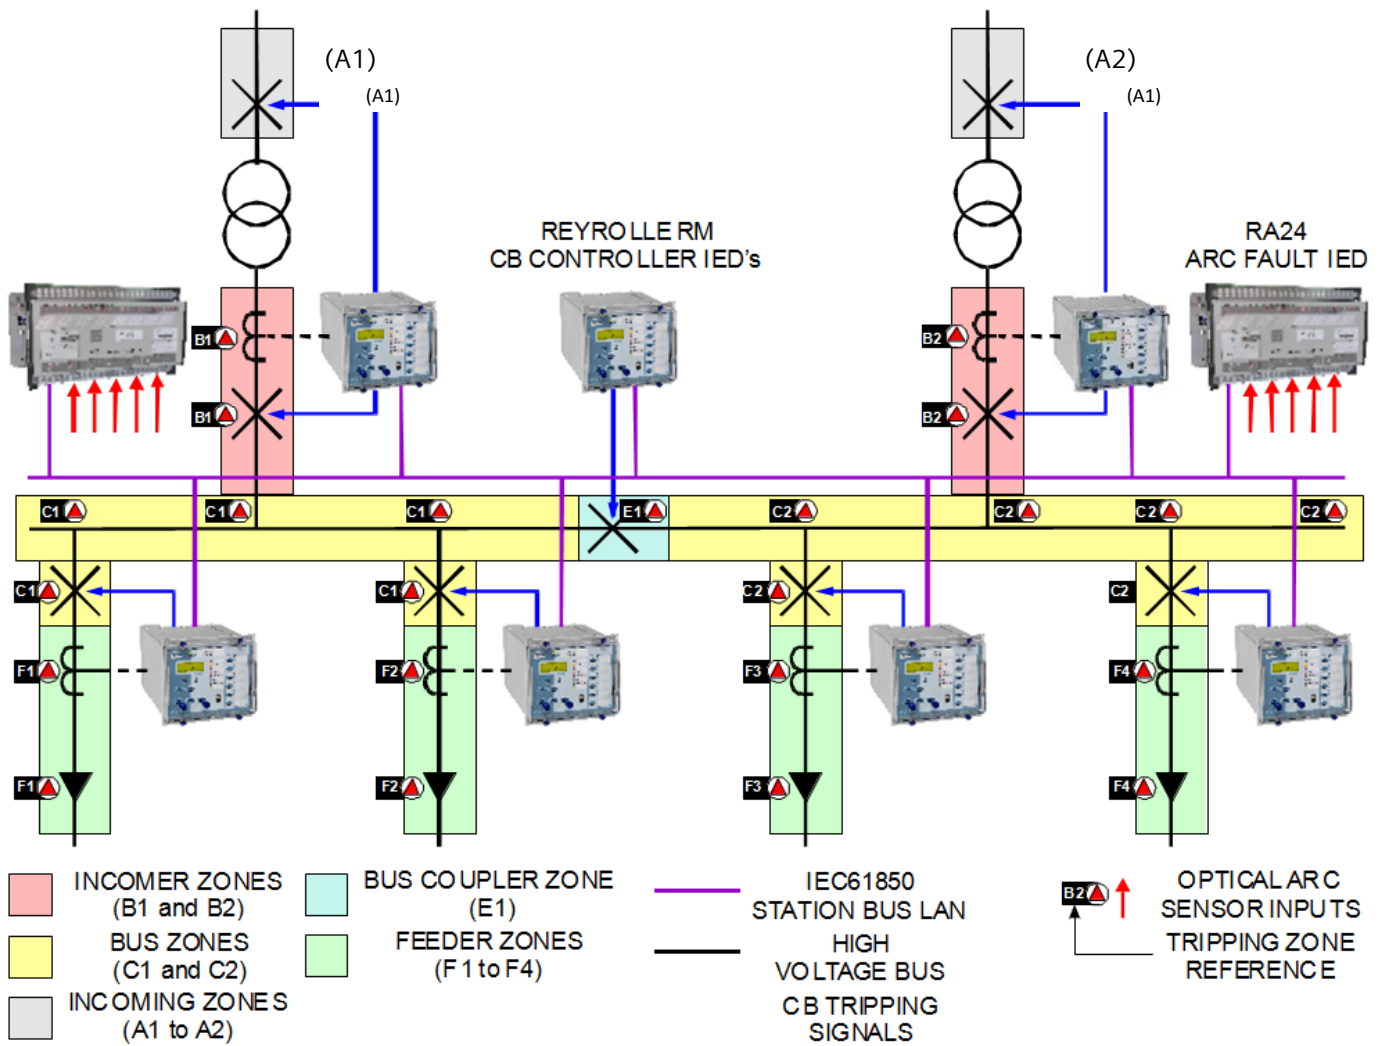 (A1)
(A1)
(A2)
(A1)
REYROLLE RM
CB CONTROLLER IED's
RA24
ARC FAULT IED
B1
B2
B1
B2
C1
C1
C1
E1
C2
C2
C2
C2
C1
C1
C2
C2
F1
F2
F3
F4
F1
F2
F3
F4
INCOMER ZONES
(B1 and B2)
BUS ZONES
(C1 and C2)
INCOMING ZONES
(A1 to A2)
BUS COUPLER ZONE
(E1)
FEEDER ZONES
(F1 to F4)
IEC61850
STATION BUS LAN
HIGH
VOLTAGE BUS
CB TRIPPING
SIGNALS
B2
OPTICAL ARC
SENSOR INPUTS
TRIPPING ZONE
REFERENCE